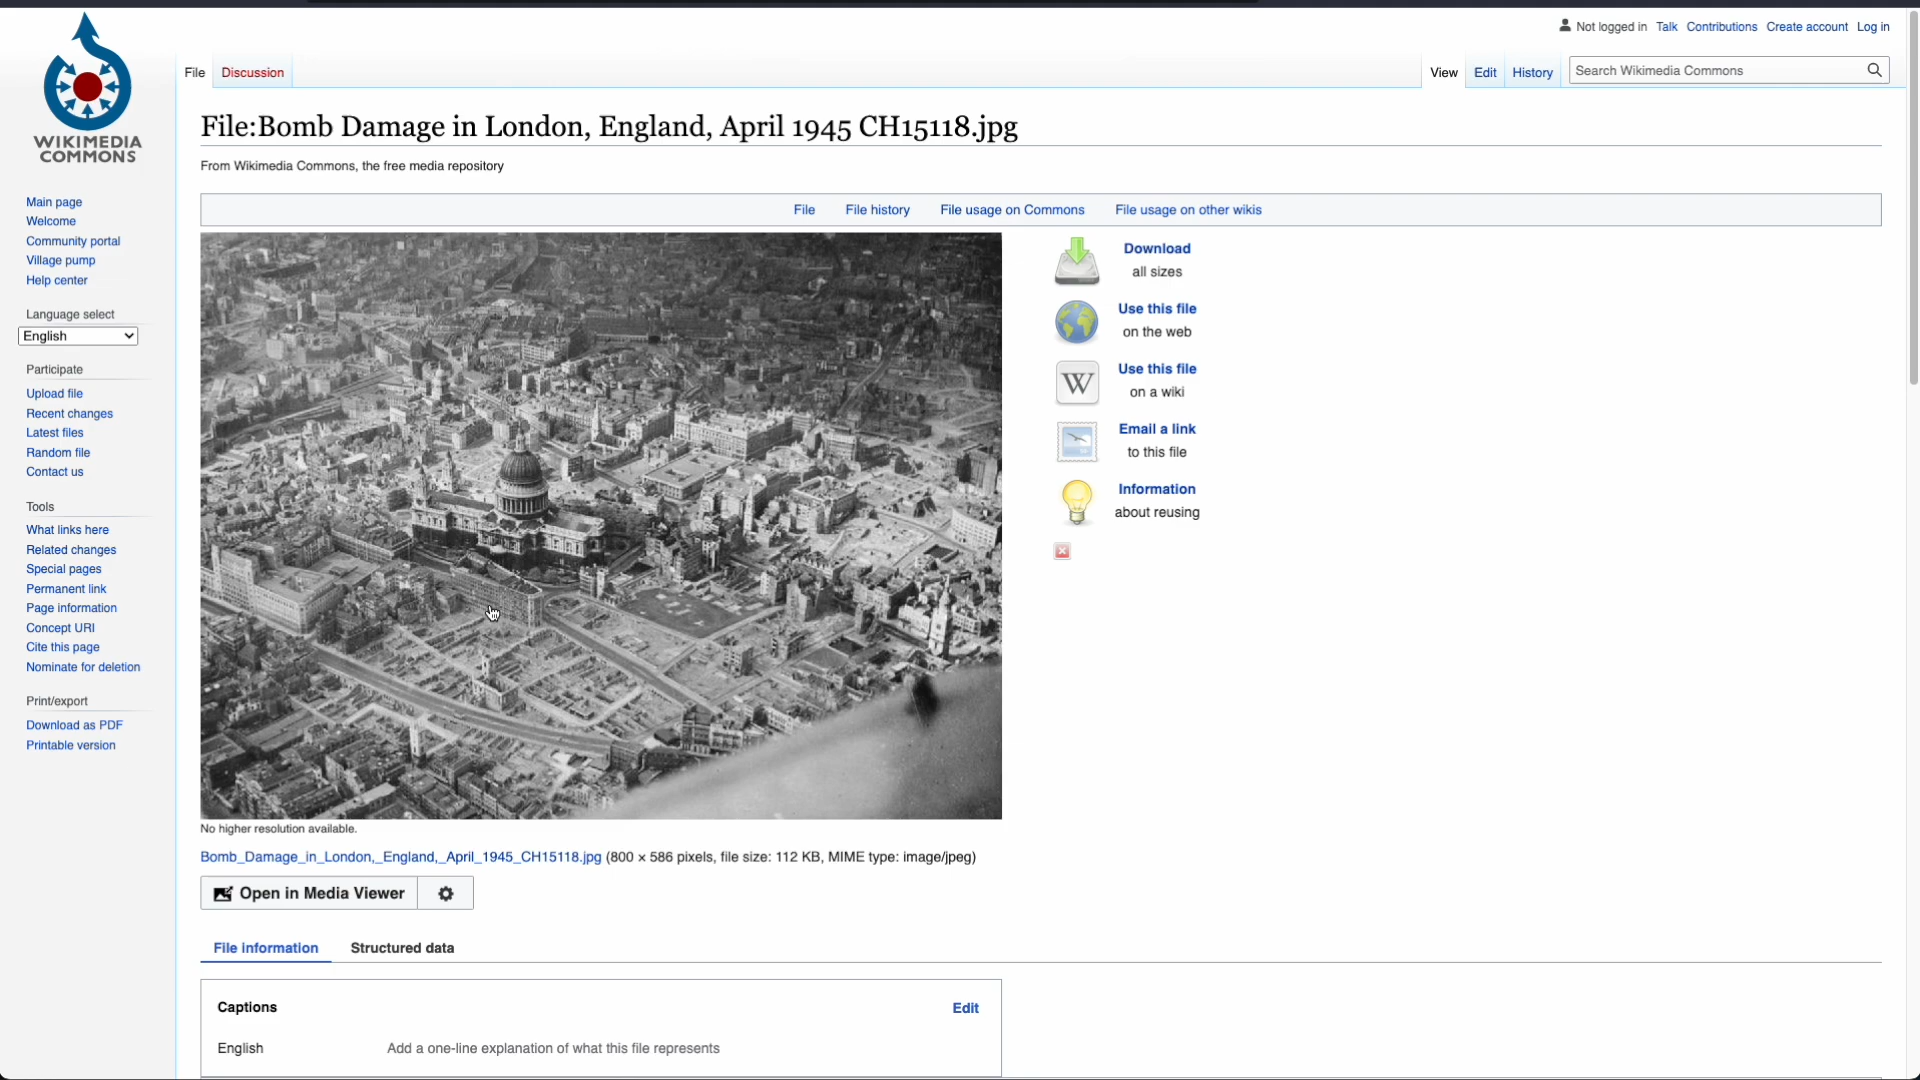 Not logged in Talk Contributions Create account Log in
File Discussion
View Edit History Search Wikimedia Commons
WIKIMEDIA
COMMONS
File:Bomb Damage in London, England, April 1945 CH15118.jpg
From Wikimedia Commons, the free media repository
File File history File usage on Commons File usage on other wikis
Main page
Welcome
Community portal
Village pump
Help center
Language select
English
Participate
Upload file
Recent changes
Latest files
Random file
Contact us
Tools
What links here
Related changes
Special pages
Permanent link
Page information
Concept URI
Cite this page
Nominate for deletion
Print/export
Download as PDF
Printable version
Download
all sizes
Use this file
on the web
W
Use this file
on a wiki
Email a link
to this file
Information
about reusing
No higher resolution available.
Bomb_Damage_in_London,_England,_April_1945_CH15118.jpg (800 × 586 pixels, file size: 112 KB, MIME type: image/jpeg)
Open in Media Viewer
File information Structured data
Captions Edit
English Add a one-line explanation of what this file represents